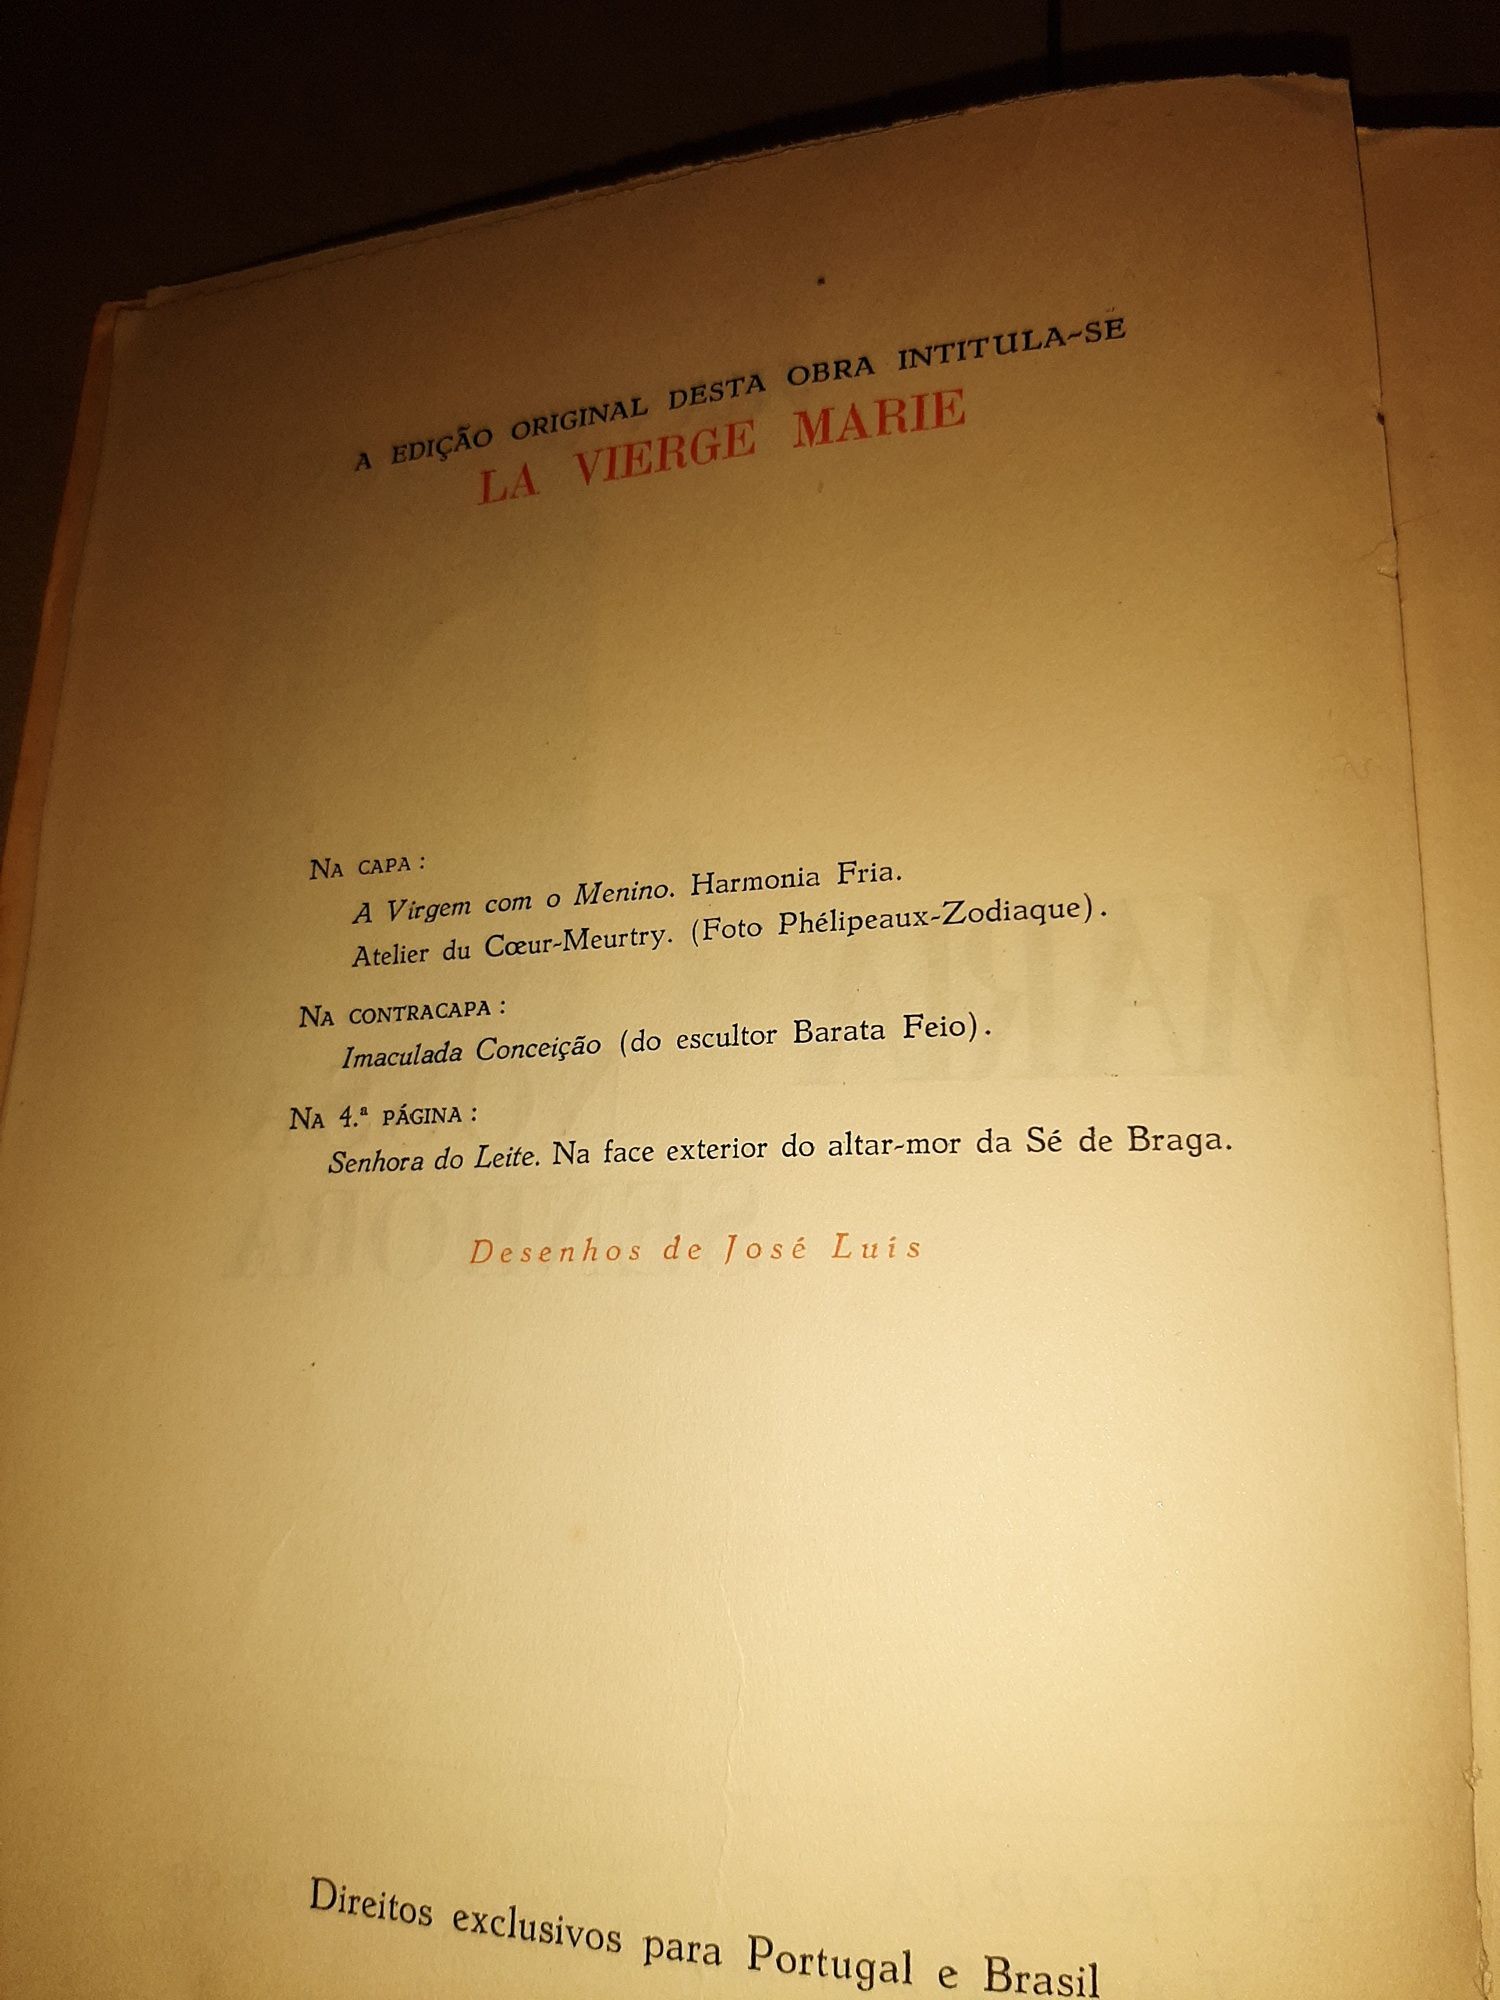 A EDIÇÃO ORIGINAL DESTA OBRA INTITULA-SE
LA VIERGE MARIE
NA CAPA:
A Virgem com o Menino. Harmonia Fria.
Atelier du Cœur-Meurtry. (Foto Phélipeaux-Zodiaque).
NA CONTRACAPA:
Imaculada Conceição (do escultor Barata Feio).
NA 4.ª PÁGINA:
Senhora do Leite. Na face exterior do altar-mor da Sé de Braga.
Desenhos de José Luís
Direitos exclusivos para Portugal e Brasil